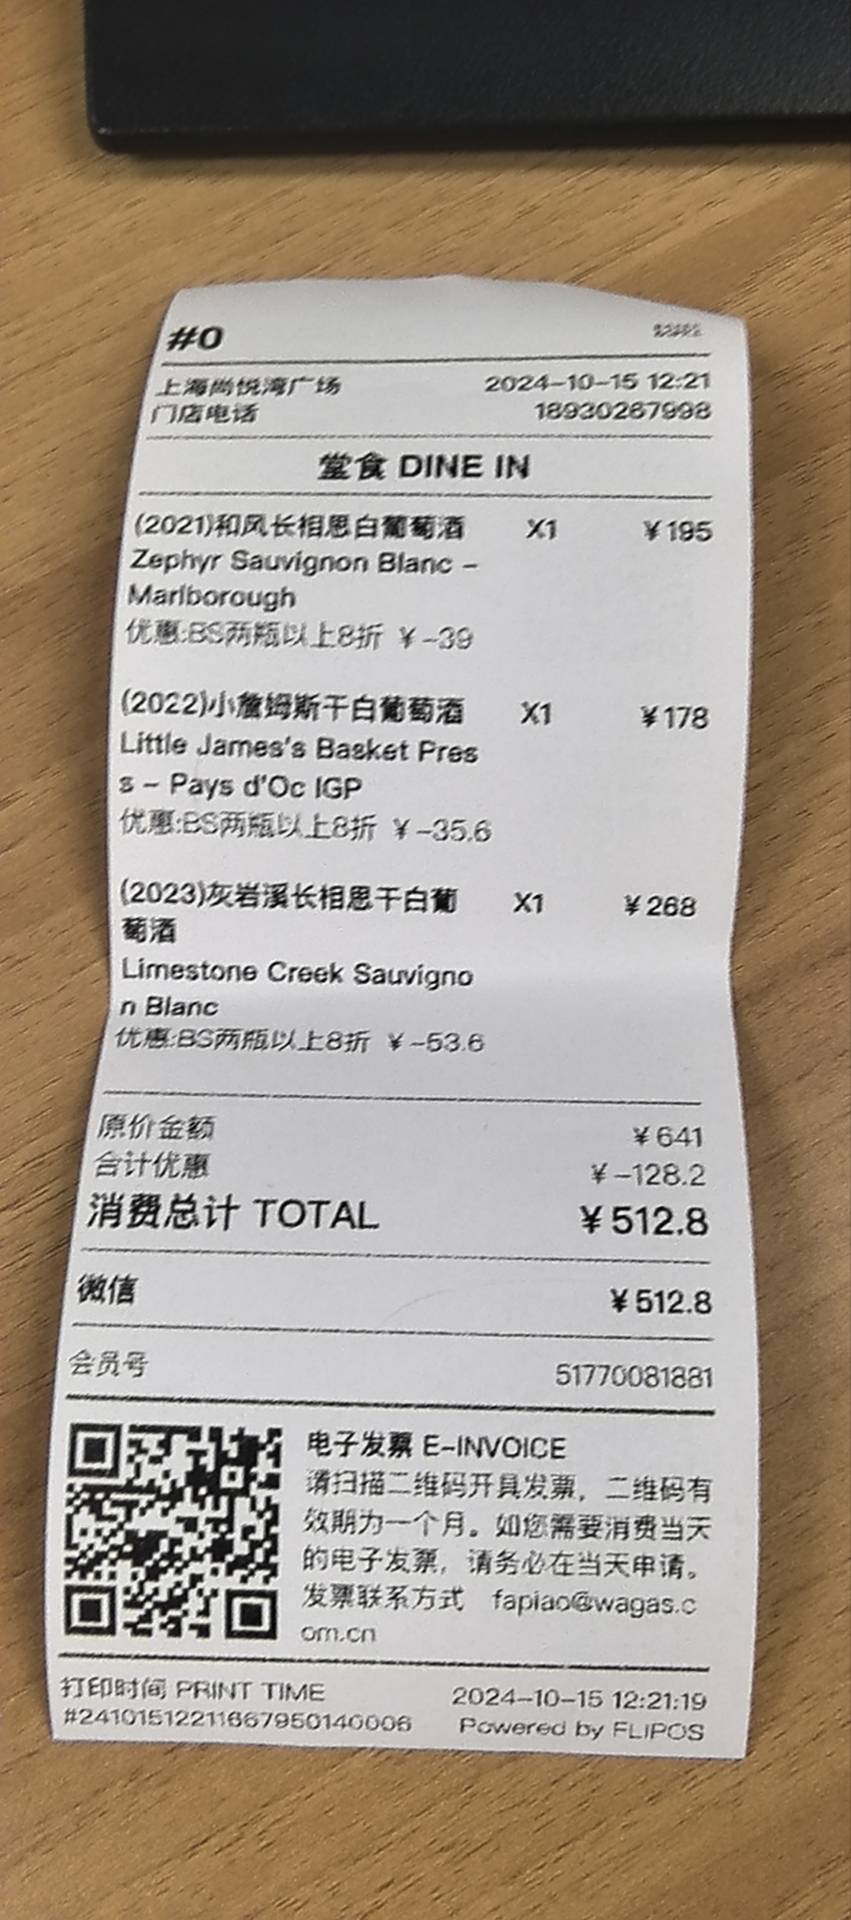 #0
上海尚悦湾广场 2024-10-15 12:21
门店电话 18930267998
堂食 DINE IN
(2021)和风长相思白葡萄酒 X1 ¥195
Zephyr Sauvignon Blanc -
Marlborough
优惠:BS两瓶以上8折 ¥-39
(2022)小詹姆斯干白葡萄酒 X1 ¥178
Little James's Basket Pres
s - Pays d'Oc IGP
优惠:BS两瓶以上8折 ¥-35.6
(2023)灰岩溪长相思干白葡 X1 ¥268
萄酒
Limestone Creek Sauvigno
n Blanc
优惠:BS两瓶以上8折 ¥-53.6
原价金额 ¥641
合计优惠 ¥-128.2
消费总计 TOTAL ¥512.8
微信 ¥512.8
会员号 51770081881
电子发票 E-INVOICE
请扫描二维码开具发票，二维码有
效期为一个月。如您需要消费当天
的电子发票，请务必在当天申请。
发票联系方式 fapiao@wagas.c
om.cn
打印时间 PRINT TIME 2024-10-15 12:21:19
#24101512211667950140006 Powered by FLIPOS